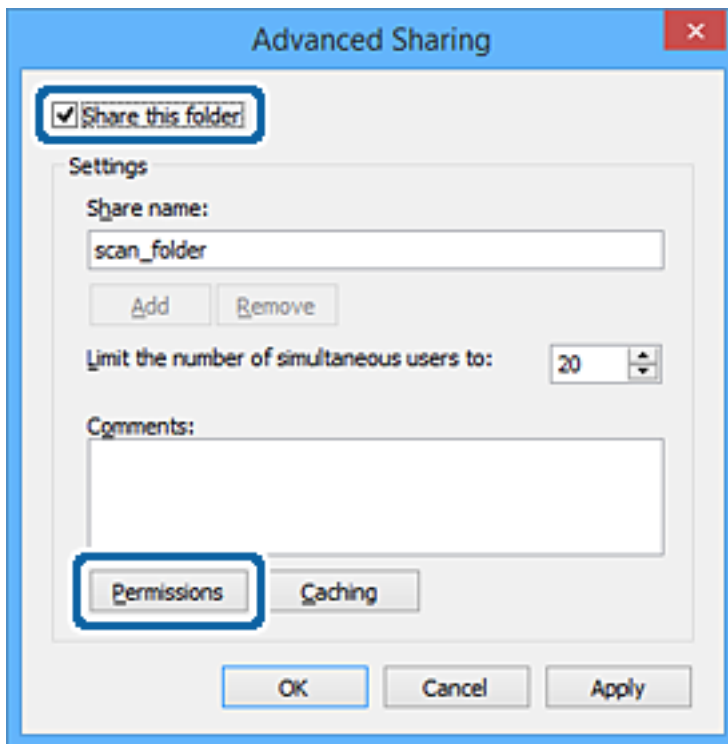 Advanced Sharing
Share this folder
Settings
Share name:
scan_folder
Add Remove
Limit the number of simultaneous users to: 20
Comments:
Permissions Caching
OK Cancel Apply